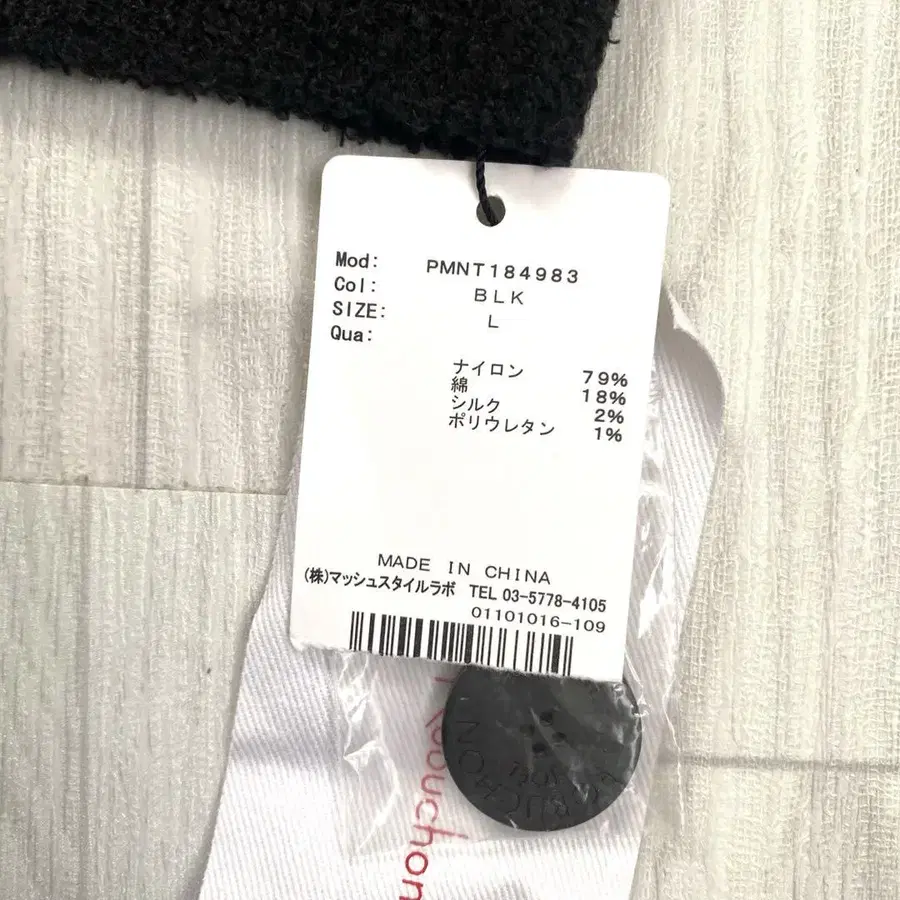 Mod: PMNT184983
Col: BLK
SIZE: L
Qua:
ナイロン 79%
綿 18%
シルク 2%
ポリウレタン 1%
MADE IN CHINA
(株)マッシュスタイルラボ TEL 03-5778-4105
01101016-109